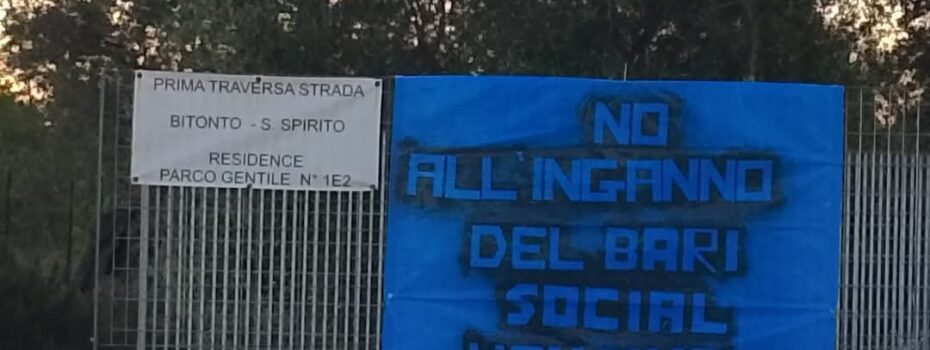 PRIMA TRAVERSA STRADA
BITONTO - S. SPIRITO
RESIDENCE
PARCO GENTILE N° 1E2
NO
ALL'INGANNO
DEL BARI
SOCIAL